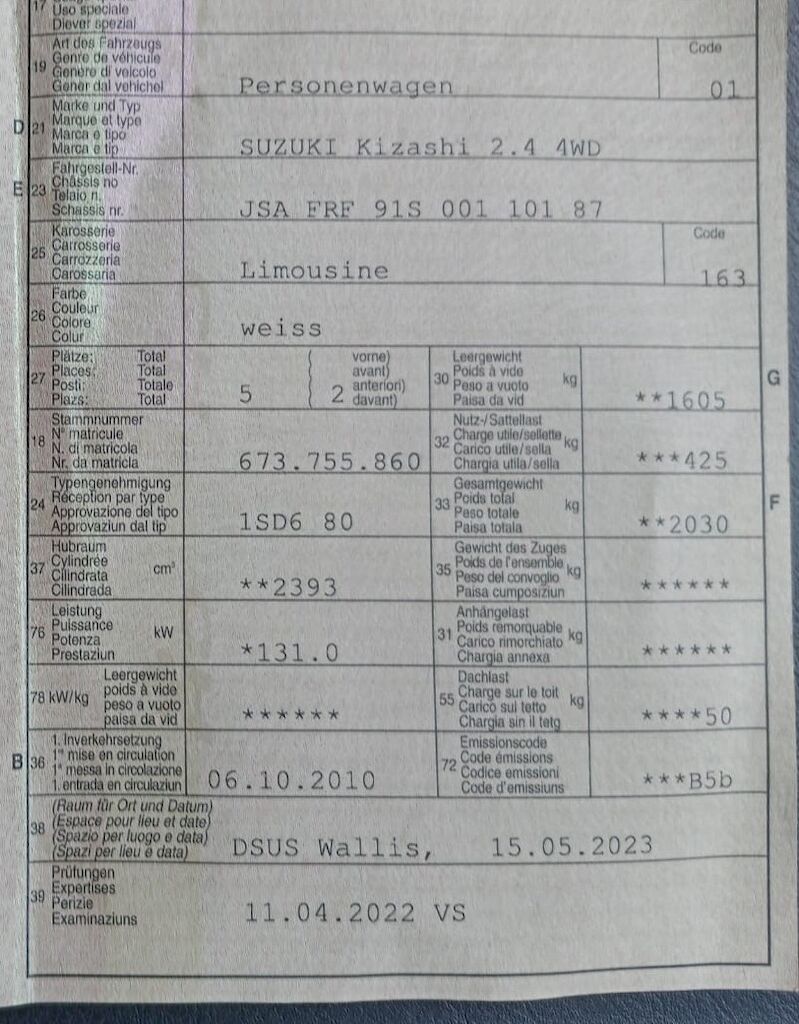 17
Uso speciale
Diever spezial
19 Art des Fahrzeugs
Genre de véhicule
Genere di veicolo
Gener dal vehichel
Personenwagen
Code
01
D 21 Marke und Typ
Marque et type
Marca e tipo
Marca e tip
SUZUKI Kizashi 2.4 4WD
E 23 Fahrgestell-Nr.
Châssis no
Telaio n.
Schassis nr.
JSA FRF 91S 001 101 87
25 Karosserie
Carrosserie
Carrozzeria
Carossaria
Limousine
Code
163
26 Farbe
Couleur
Colore
Colur
weiss
27 Plätze: Total
Places: Total
Posti: Totale
Plazs: Total
5
( vorne)
avant)
anteriori)
( 2 davant)
30 Leergewicht
Poids à vide
Peso a vuoto
Paisa da vid
kg
**1605
G
18 Stammnummer
N° matricule
N. di matricola
Nr. da matricla
673.755.860
32 Nutz-/Sattellast
Charge utile/sellette
Carico utile/sella
Chargia utila/sella
kg
***425
24 Typengenehmigung
Réception par type
Approvazione del tipo
Approvaziun dal tip
1SD6 80
33 Gesamtgewicht
Poids total
Peso totale
Paisa totala
kg
**2030
F
37 Hubraum
Cylindrée
Cilindrata
Cilindrada
cm³
**2393
35 Gewicht des Zuges
Poids de l'ensemble
Peso del convoglio
Paisa cumposiziun
kg
******
76 Leistung
Puissance
Potenza
Prestaziun
kW
*131.0
31 Anhängelast
Poids remorquable
Carico rimorchiato
Chargia annexa
kg
******
78 kW/kg
Leergewicht
poids à vide
peso a vuoto
paisa da vid
******
55 Dachlast
Charge sur le toit
Carico sul tetto
Chargia sin il tetg
kg
****50
B 36 1. Inverkehrsetzung
1re mise en circulation
1a messa in circolazione
1. entrada en circulaziun
06.10.2010
72 Emissionscode
Code émissions
Codice emissioni
Code d'emissiuns
***B5b
38 (Raum für Ort und Datum)
(Espace pour lieu et date)
(Spazio per luogo e data)
(Spazi per lieu e data)
DSUS Wallis, 15.05.2023
39 Prüfungen
Expertises
Perizie
Examinaziuns
11.04.2022 VS